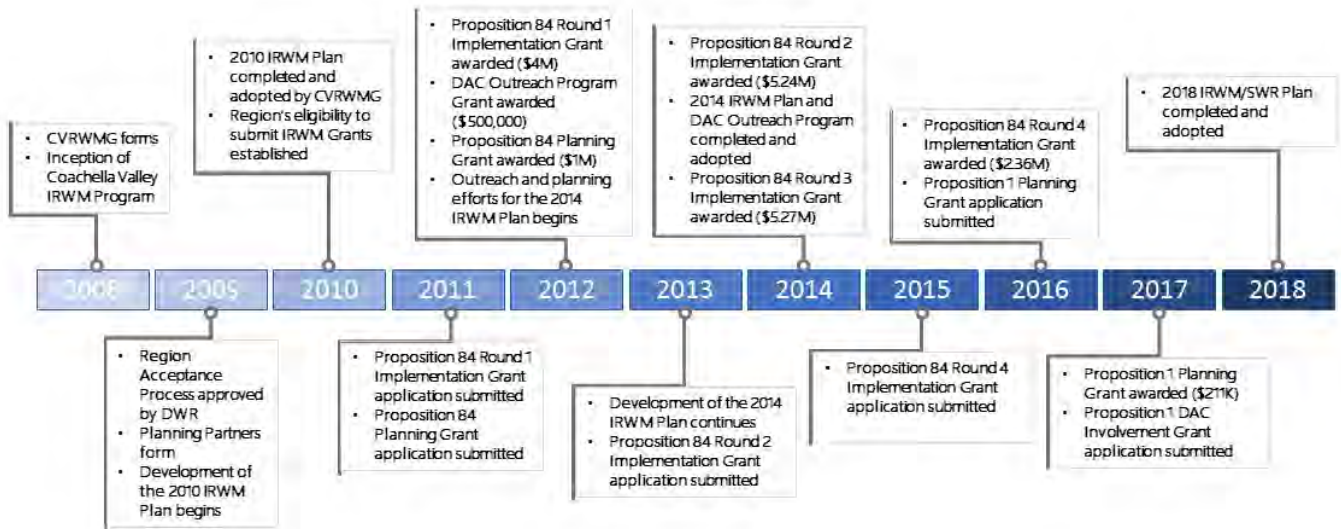 • CVRWMG forms
• Inception of
Coachella Valley
IRWM Program
• 2010 IRWM Plan
completed and
adopted by CVRWMG
• Region's eligibility to
submit IRWM Grants
established
• Proposition 84 Round 1
Implementation Grant
awarded ($4M)
• DAC Outreach Program
Grant awarded
($500,000)
• Proposition 84 Planning
Grant awarded ($1M)
• Outreach and planning
efforts for the 2014
IRWM Plan begins
• Proposition 84 Round 2
Implementation Grant
awarded ($5.24M)
• 2014 IRWM Plan and
DAC Outreach Program
completed and
adopted
• Proposition 84 Round 3
Implementation Grant
awarded ($5.27M)
• Proposition 84 Round 4
Implementation Grant
awarded ($2.36M)
• Proposition 1 Planning
Grant application
submitted
• 2018 IRWM/SWR Plan
completed and
adopted
2008 2009 2010 2011 2012 2013 2014 2015 2016 2017 2018
• Region
Acceptance
Process approved
by DWR
• Planning Partners
form
• Development of
the 2010 IRWM
Plan begins
• Proposition 84 Round 1
Implementation Grant
application submitted
• Proposition 84
Planning Grant
application submitted
• Development of the 2014
IRWM Plan continues
• Proposition 84 Round 2
Implementation Grant
application submitted
• Proposition 84 Round 4
Implementation Grant
application submitted
• Proposition 1 Planning
Grant awarded ($211K)
• Proposition 1 DAC
Involvement Grant
application submitted